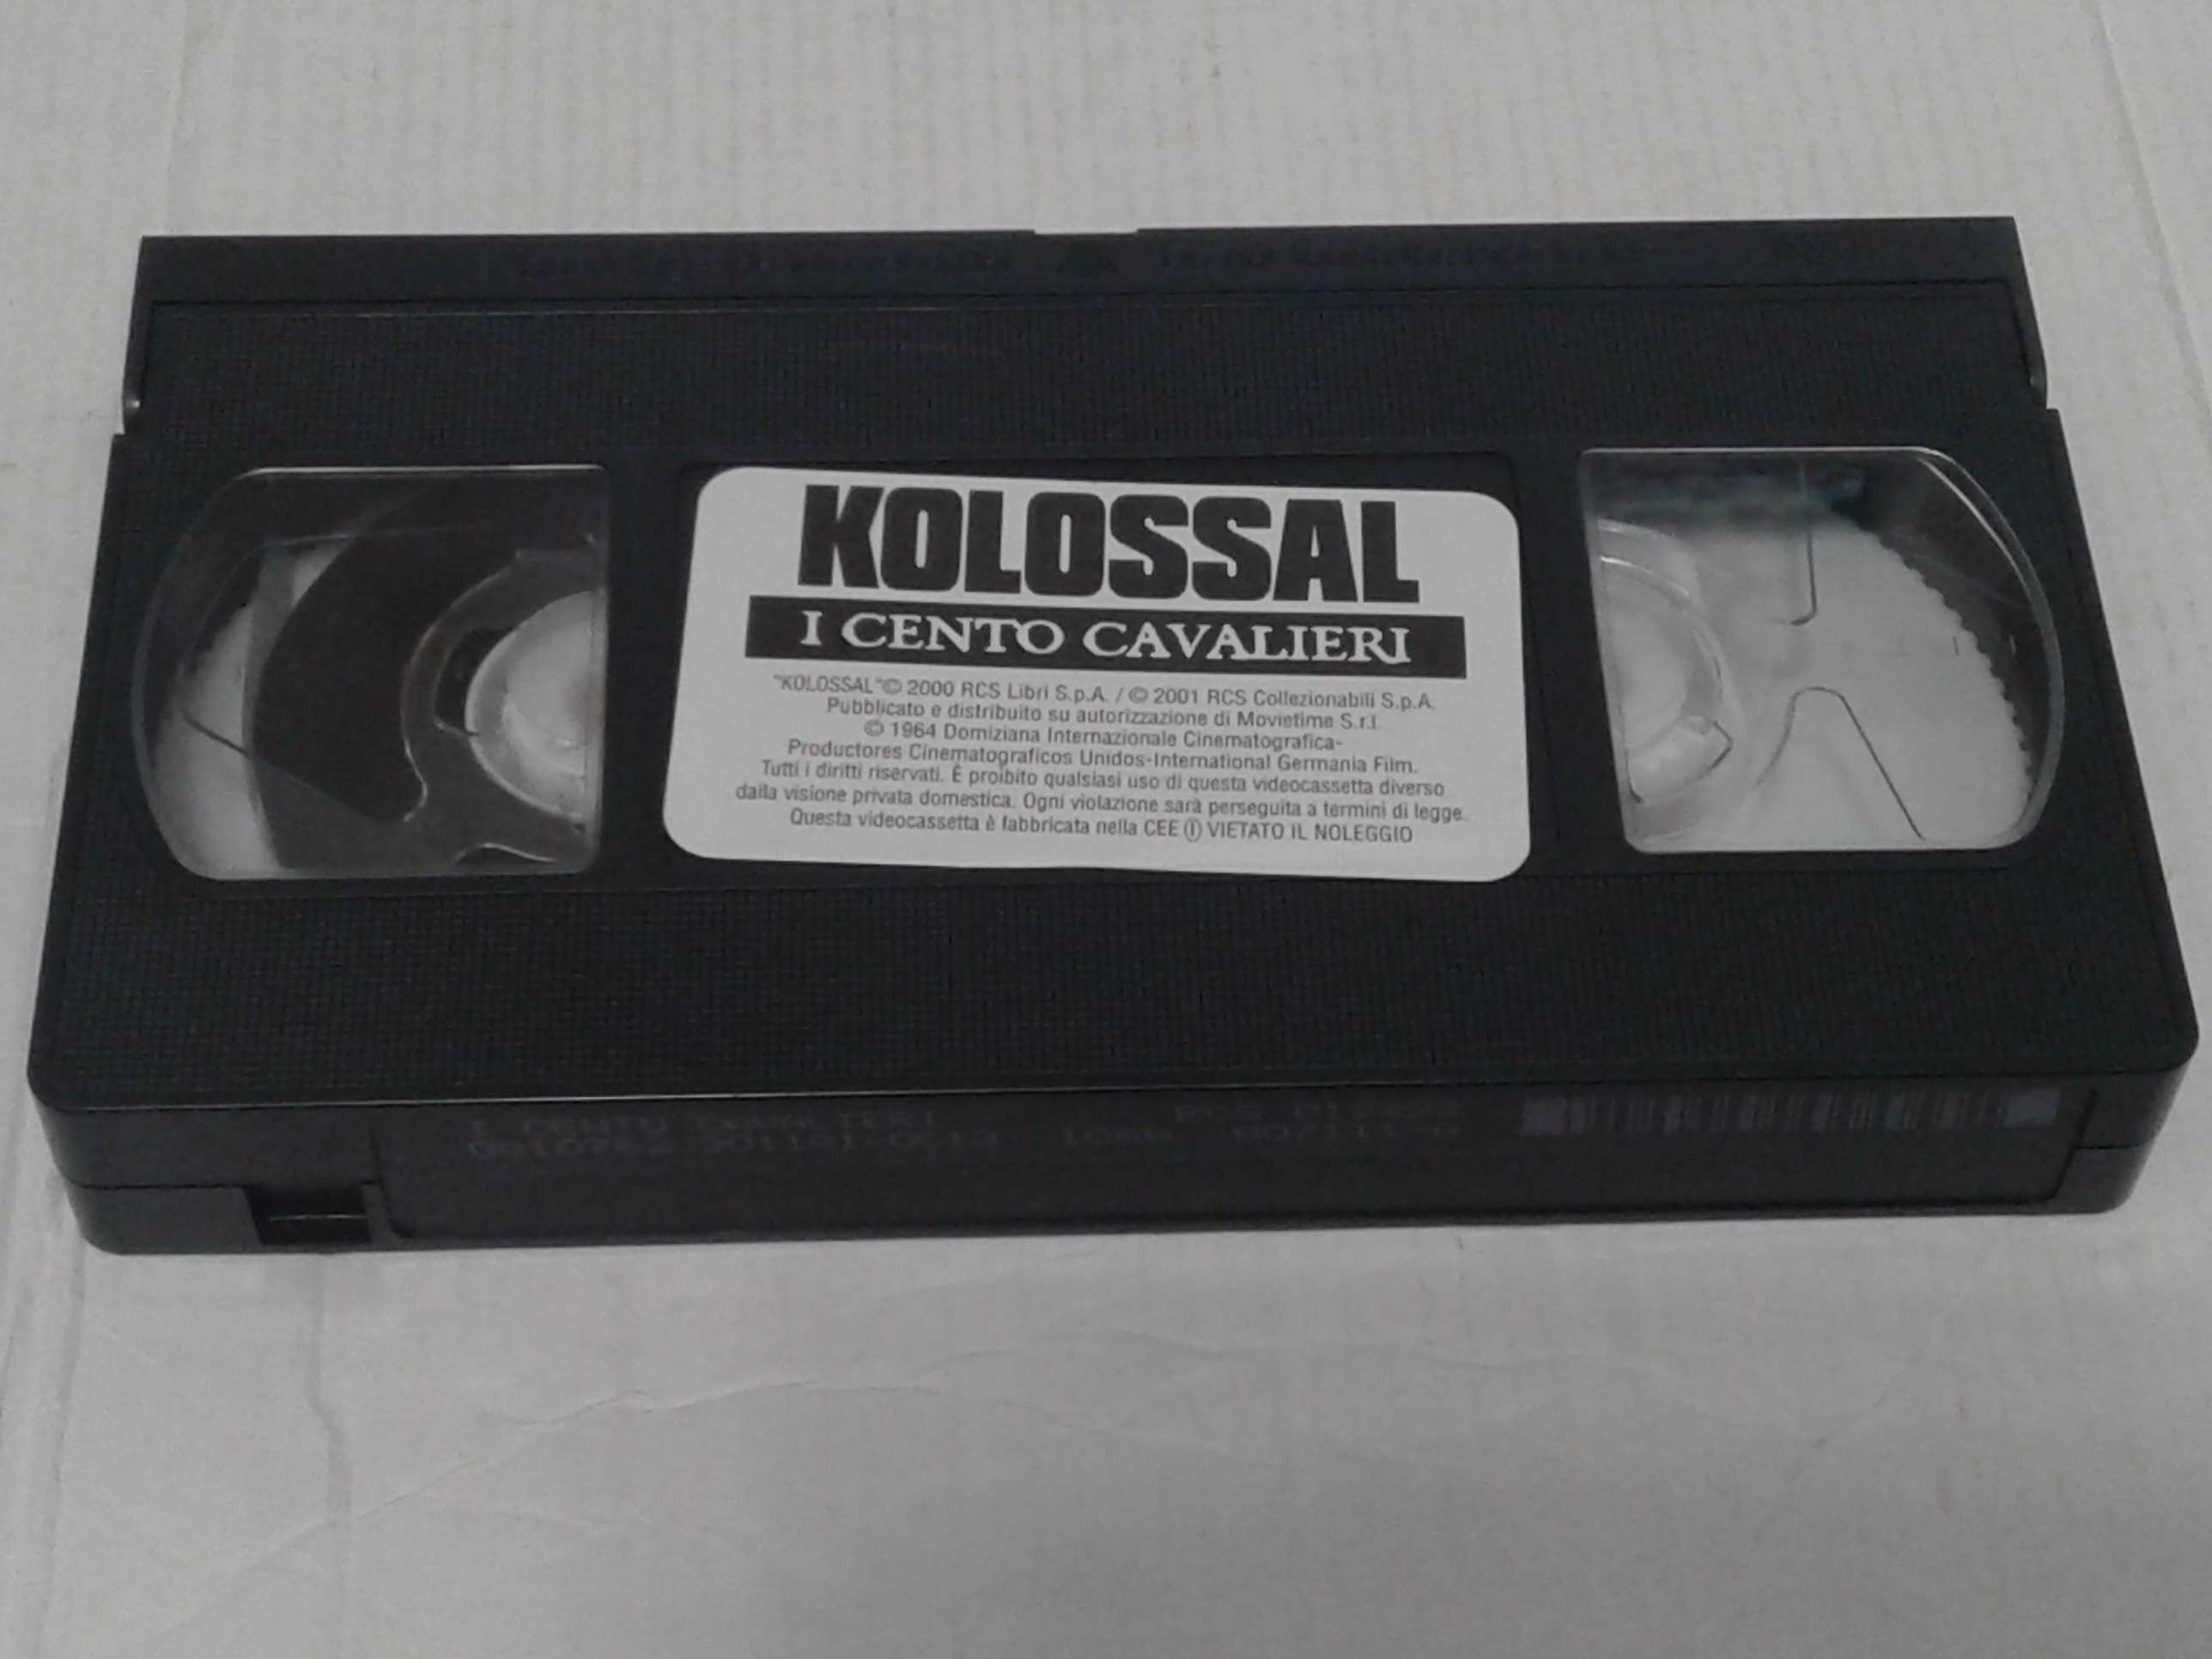 KOLOSSAL
I CENTO CAVALIERI
"KOLOSSAL"© 2000 RCS Libri S.p.A. / © 2001 RCS Collezionabili S.p.A.
Pubblicato e distribuito su autorizzazione di Movietime S.r.l.
© 1964 Domiziana Internazionale Cinematografica-
Productores Cinematograficos Unidos-International Germania Film.
Tutti i diritti riservati. È proibito qualsiasi uso di questa videocassetta diverso
dalla visione privata domestica. Ogni violazione sarà perseguita a termini di legge.
Questa videocassetta è fabbricata nella CEE Ⓘ VIETATO IL NOLEGGIO
I CENTO CAVALIERI